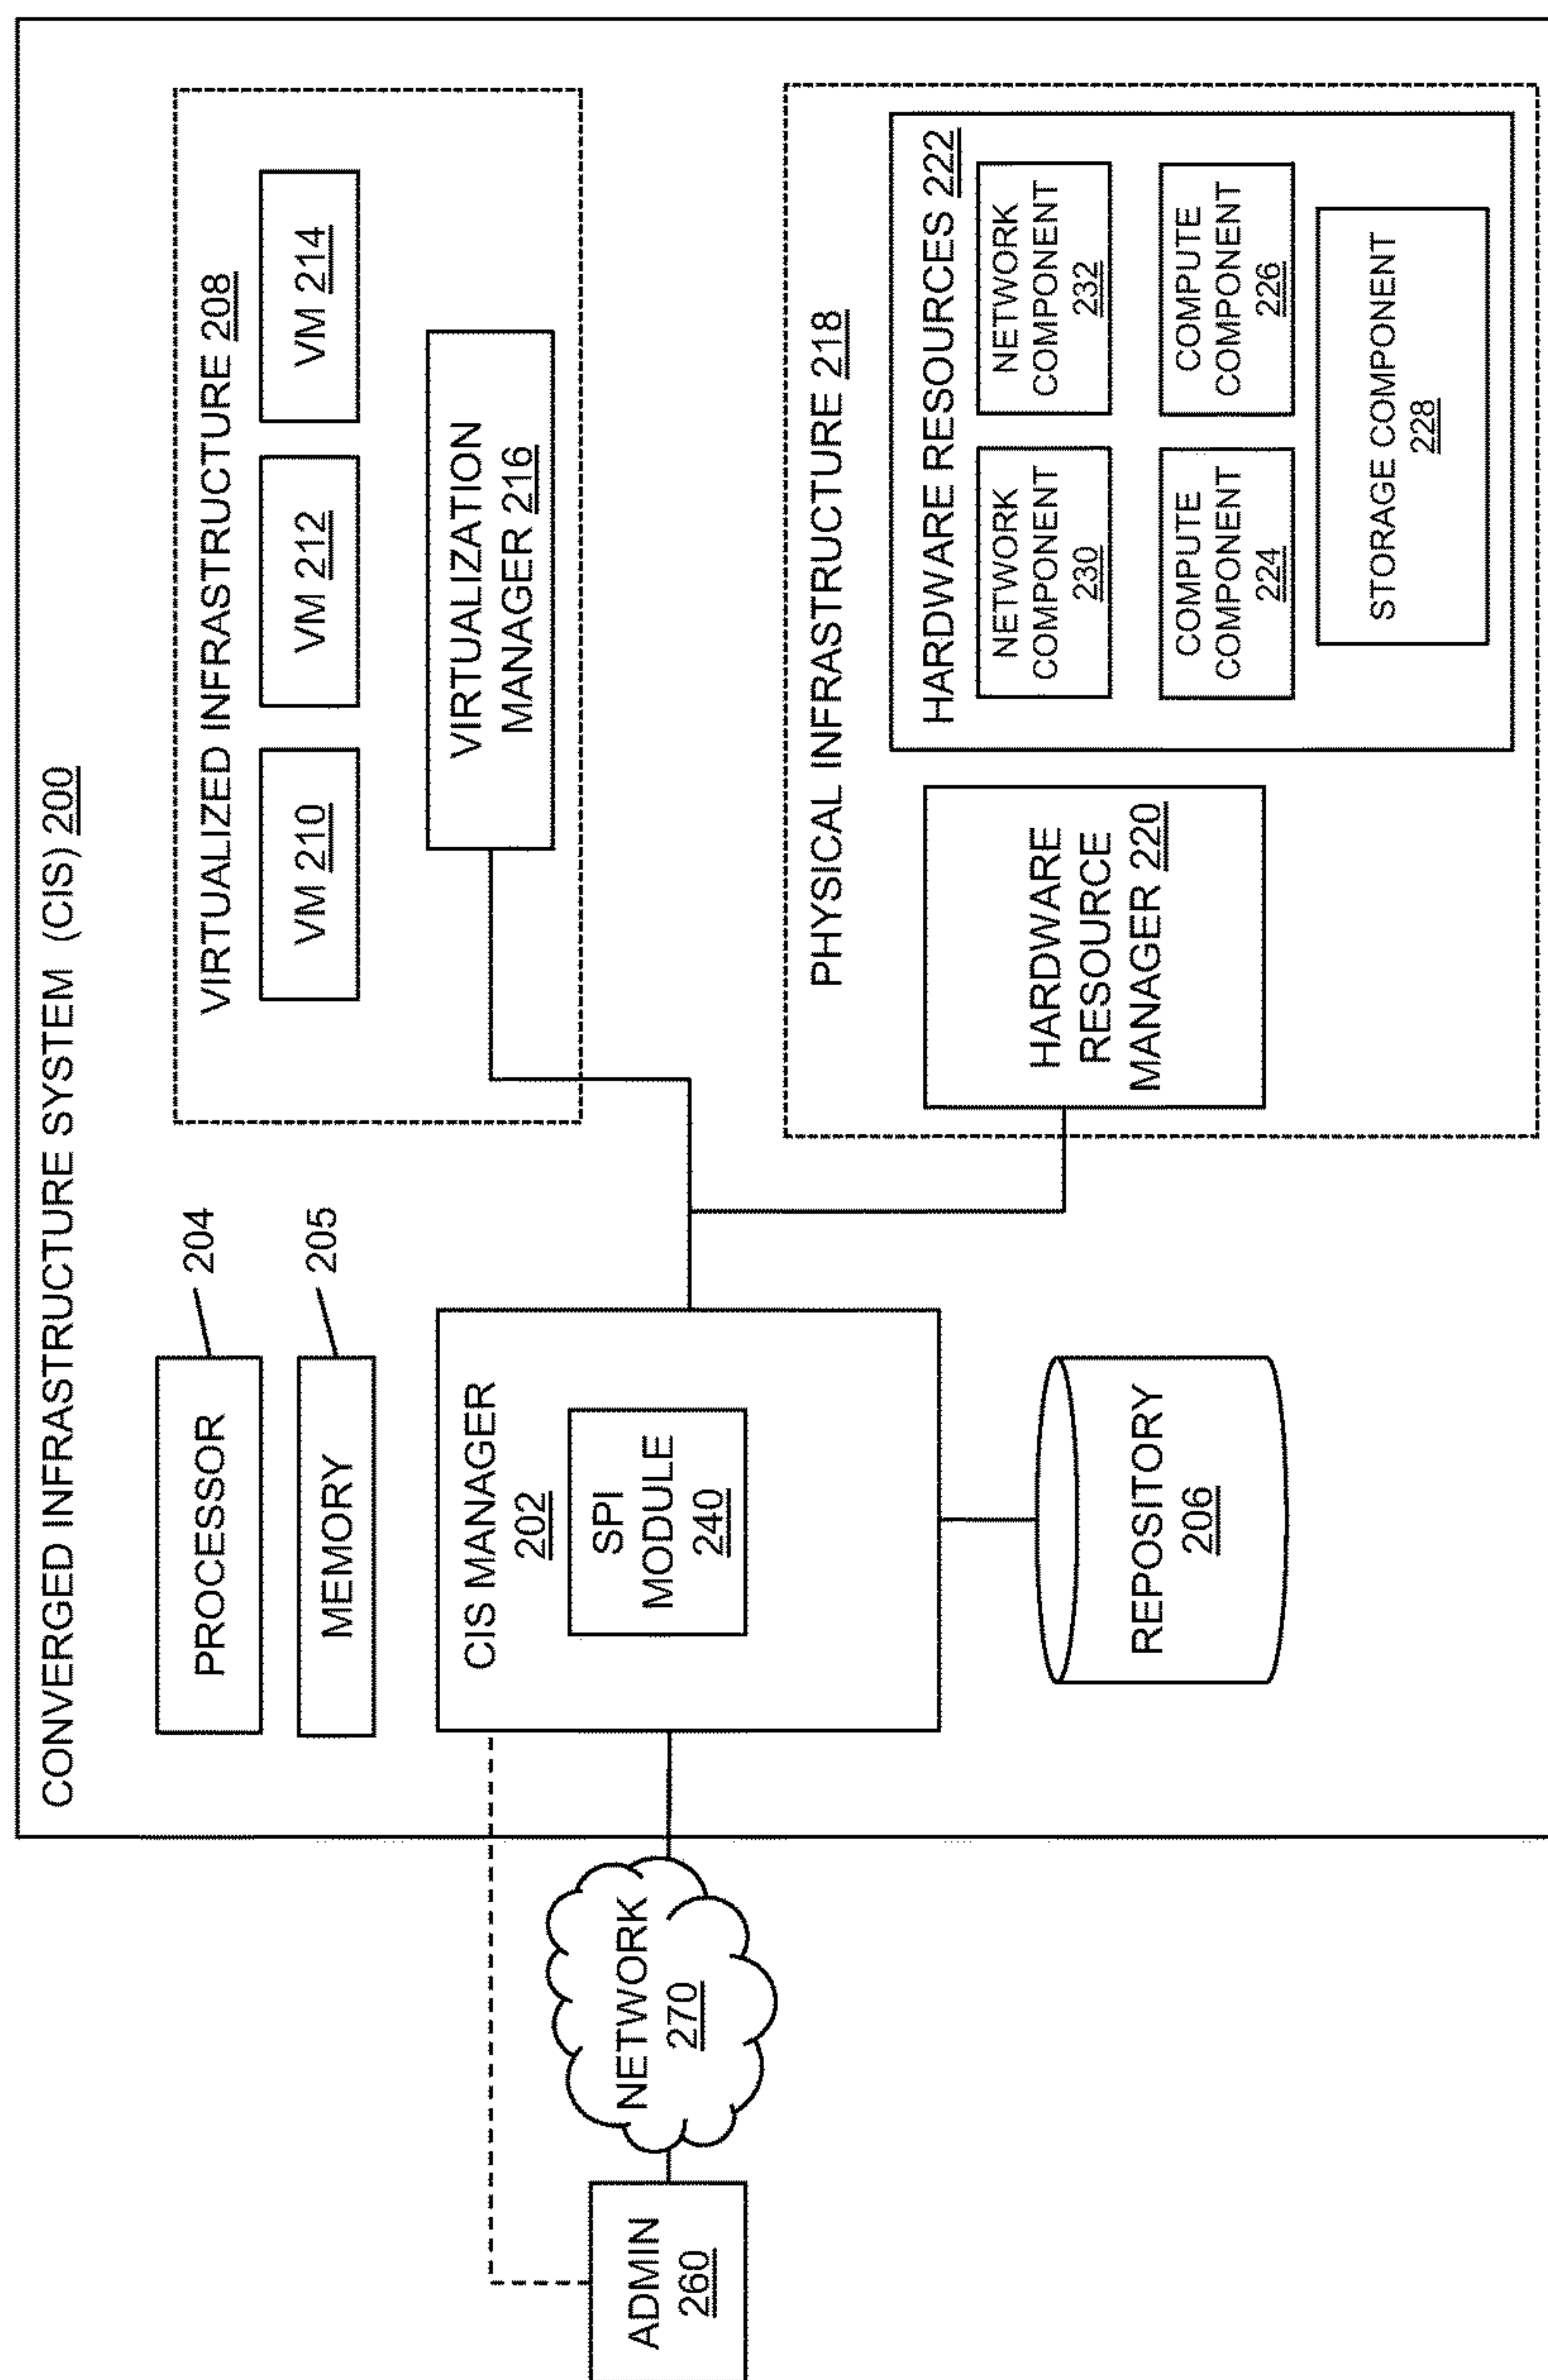 CONVERGED INFRASTRUCTURE SYSTEM (CIS) 200
PROCESSOR
204
MEMORY
205
CIS MANAGER
202
SPI
MODULE
240
REPOSITORY
206
ADMIN
260
NETWORK
270
VIRTUALIZED INFRASTRUCTURE 208
VM 210
VM 212
VM 214
VIRTUALIZATION
MANAGER 216
PHYSICAL INFRASTRUCTURE 218
HARDWARE
RESOURCE
MANAGER 220
HARDWARE RESOURCES 222
NETWORK
COMPONENT
230
NETWORK
COMPONENT
232
COMPUTE
COMPONENT
224
COMPUTE
COMPONENT
226
STORAGE COMPONENT
228